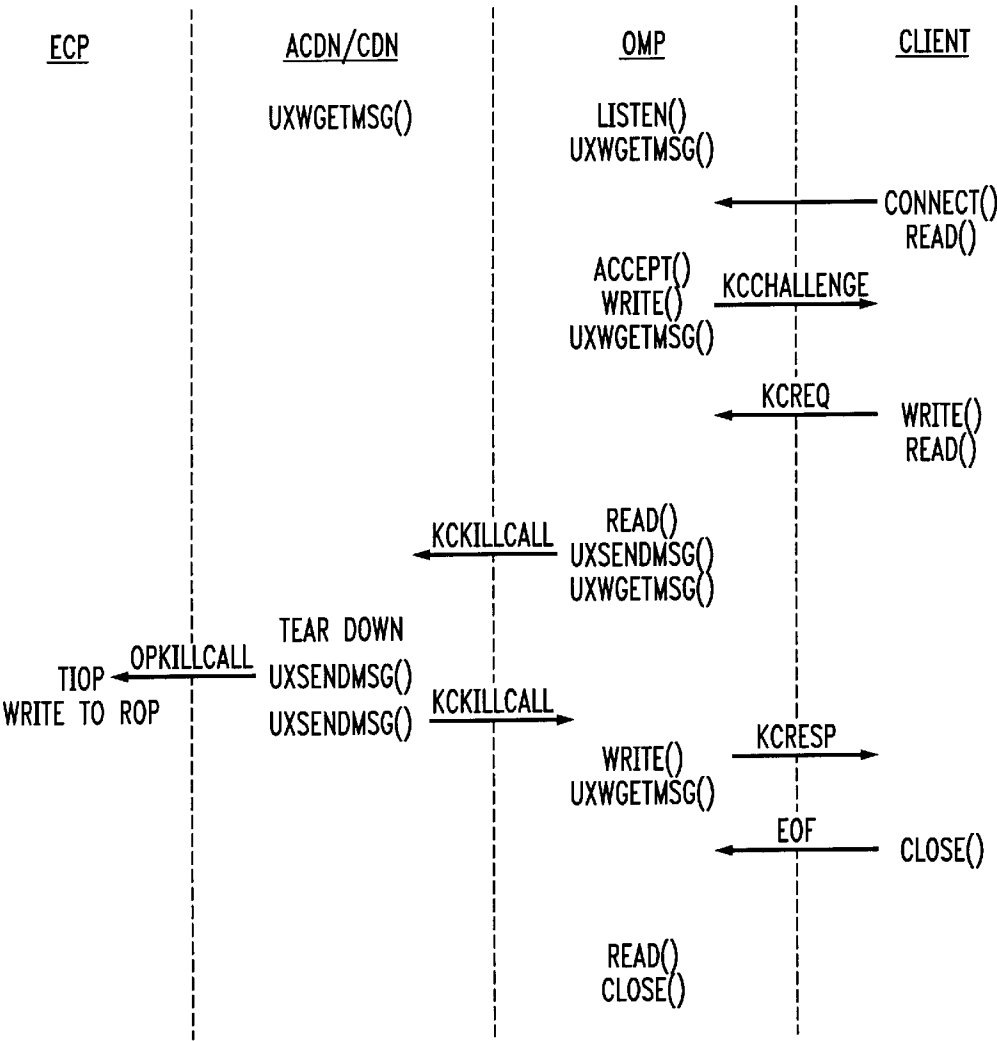 ECP
ACDN/CDN
OMP
CLIENT
UXWGETMSG()
LISTEN()
UXWGETMSG()
CONNECT()
READ()
ACCEPT()
WRITE()
UXWGETMSG()
KCCHALLENGE
KCREQ
WRITE()
READ()
READ()
UXSENDMSG()
UXWGETMSG()
KCKILLCALL
TEAR DOWN
UXSENDMSG()
UXSENDMSG()
OPKILLCALL
TIOP
WRITE TO ROP
KCKILLCALL
WRITE()
UXWGETMSG()
KCRESP
EOF
CLOSE()
READ()
CLOSE()